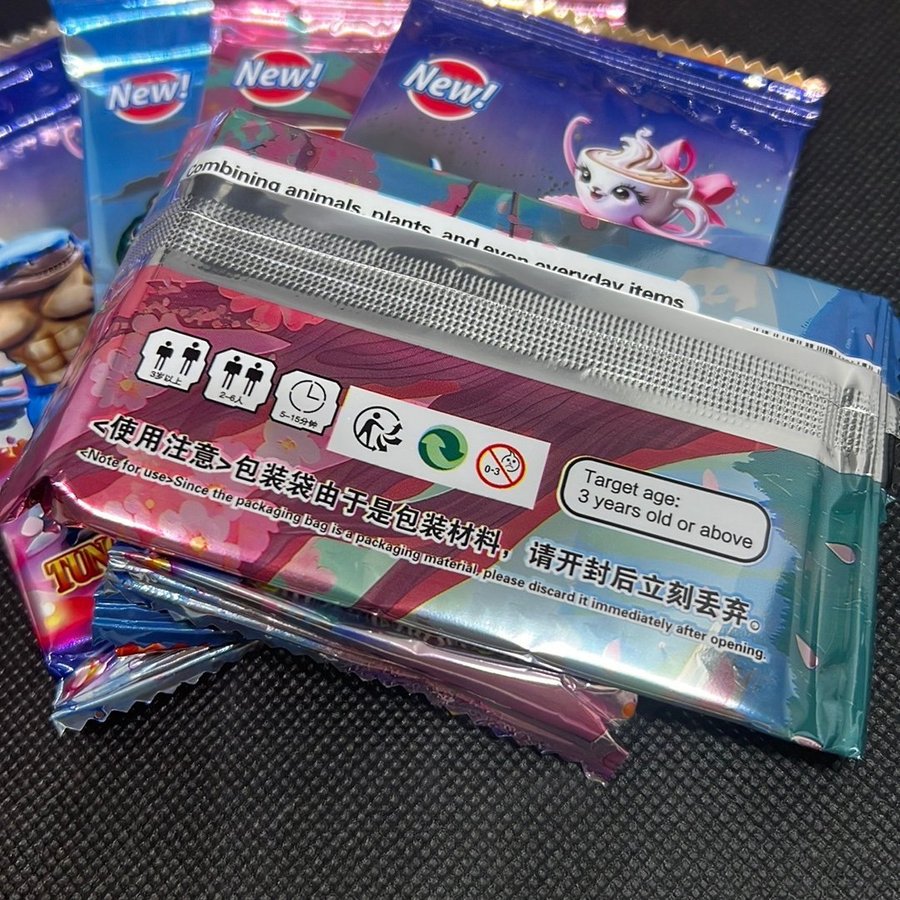 New!
New!
New!
Combining animals, plants, and even everyday items
3岁以上
2-6人
5-15分钟
0-3
Target age:
3 years old or above
<使用注意>包装袋由于是包装材料，请开封后立刻丢弃。
<Note for use>Since the packaging bag is a packaging material, please discard it immediately after opening.
TUN